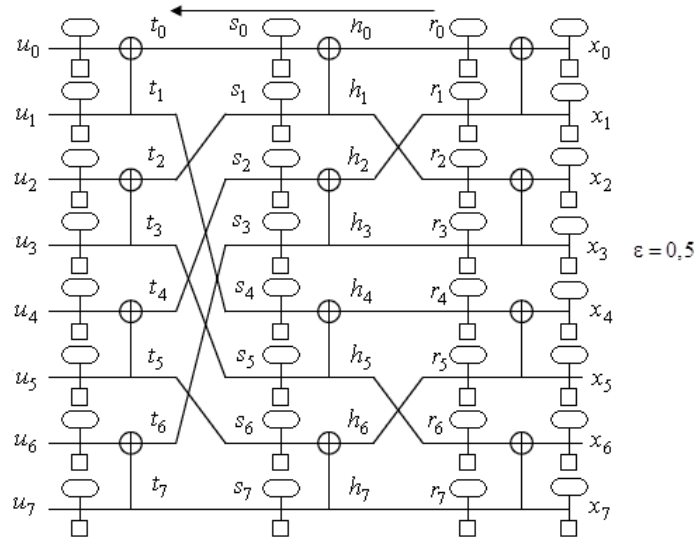 t₀ s₀ h₀ r₀
u₀ x₀
t₁ s₁ h₁ r₁
u₁ x₁
t₂ s₂ h₂ r₂
u₂ x₂
t₃ s₃ h₃ r₃
u₃ x₃ ε = 0,5
t₄ s₄ h₄ r₄
u₄ x₄
t₅ s₅ h₅ r₅
u₅ x₅
t₆ s₆ h₆ r₆
u₆ x₆
t₇ s₇ h₇ r₇
u₇ x₇